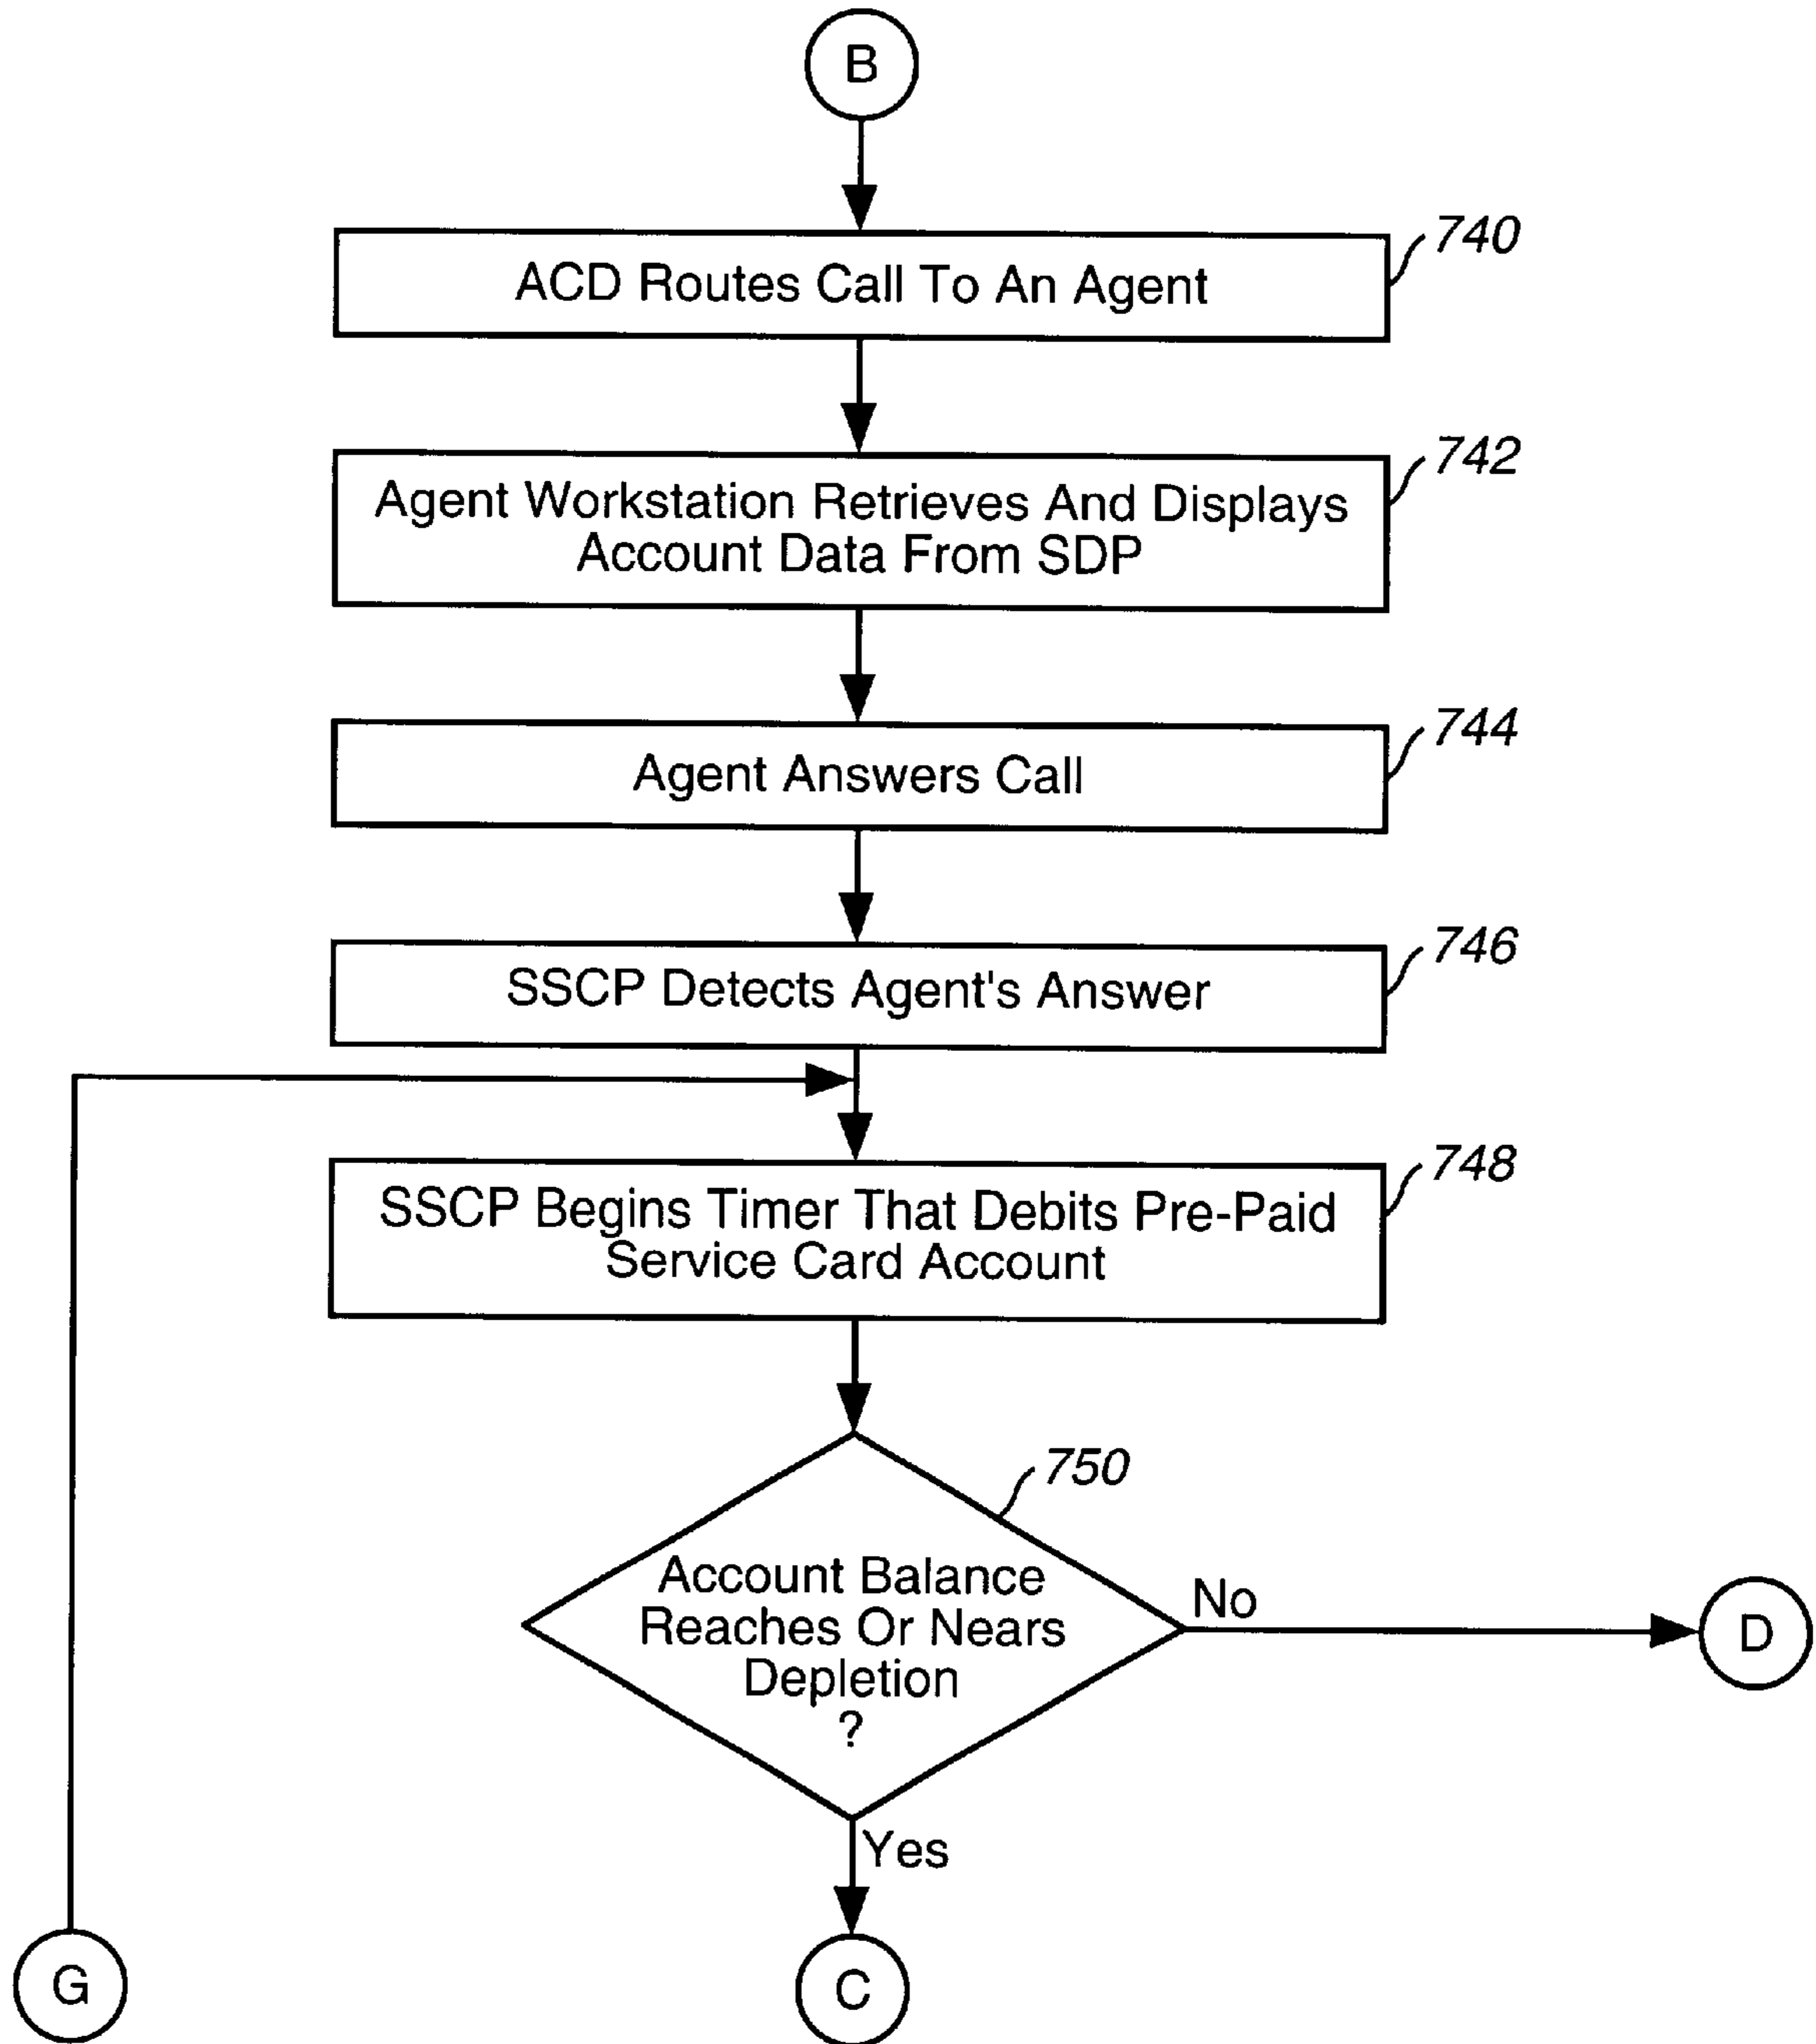 B
740
ACD Routes Call To An Agent
742
Agent Workstation Retrieves And Displays
Account Data From SDP
744
Agent Answers Call
746
SSCP Detects Agent's Answer
748
SSCP Begins Timer That Debits Pre-Paid
Service Card Account
750
Account Balance
Reaches Or Nears
Depletion
?
No
D
Yes
G
C